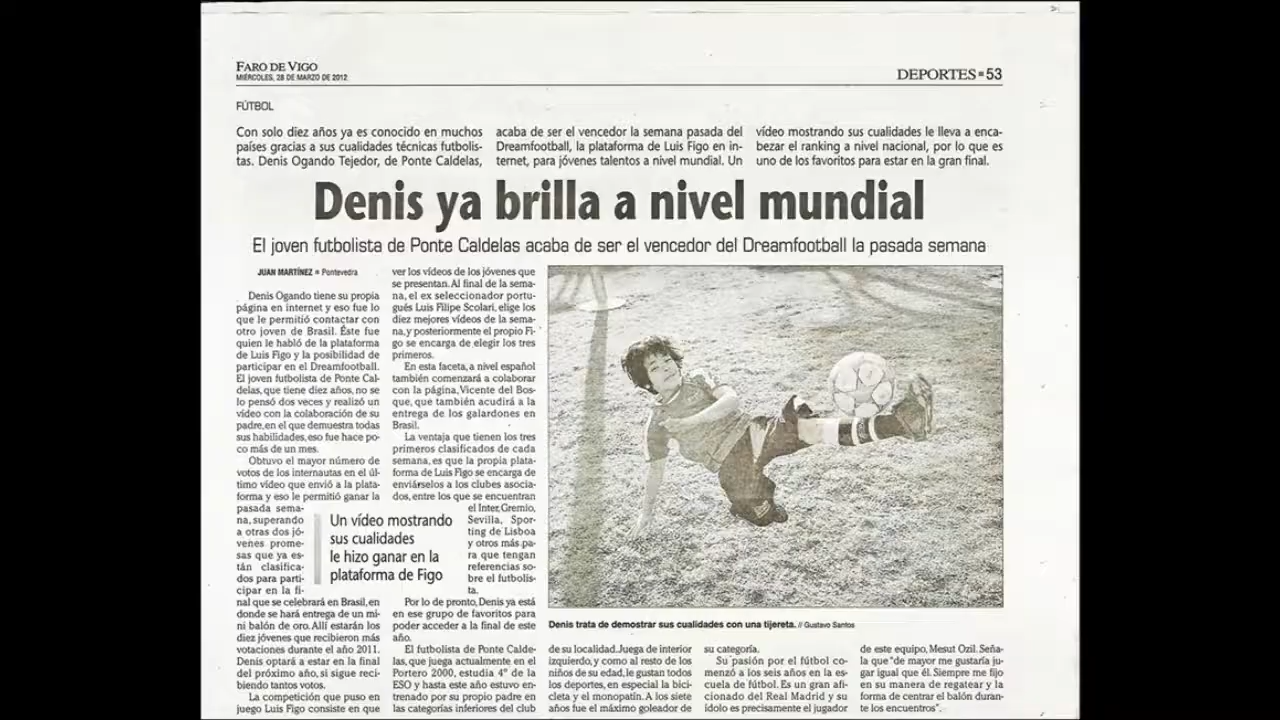 FARO DE VIGO
MIÉRCOLES, 28 DE MARZO DE 2012
DEPORTES ■ 53
FÚTBOL
Con solo diez años ya es conocido en muchos
países gracias a sus cualidades técnicas futbolis-
tas. Denis Ogando Tejedor, de Ponte Caldelas,
acaba de ser el vencedor la semana pasada del
Dreamfootball, la plataforma de Luis Figo en in-
ternet, para jóvenes talentos a nivel mundial. Un
vídeo mostrando sus cualidades le lleva a enca-
bezar el ranking a nivel nacional, por lo que es
uno de los favoritos para estar en la gran final.
Denis ya brilla a nivel mundial
El joven futbolista de Ponte Caldelas acaba de ser el vencedor del Dreamfootball la pasada semana
JUAN MARTÍNEZ ■ Pontevedra
Denis Ogando tiene su propia
página en internet y eso fue lo
que le permitió contactar con
otro joven de Brasil. Éste fue
quien le habló de la plataforma
de Luis Figo y la posibilidad de
participar en el Dreamfootball.
El joven futbolista de Ponte Cal-
delas, que tiene diez años, no se
lo pensó dos veces y realizó un
vídeo con la colaboración de su
padre, en el que demuestra todas
sus habilidades, eso fue hace po-
co más de un mes.
Obtuvo el mayor número de
votos de los internautas en el úl-
timo vídeo que envió a la plata-
forma y eso le permitió ganar la
pasada sema-
na, superando
a otras dos jó-
venes prome-
sas que ya es-
tán clasifica-
dos para parti-
cipar en la fi-
nal que se celebrará en Brasil, en
donde se hará entrega de un mi-
ni balón de oro. Allí estarán los
diez jóvenes que recibieron más
votaciones durante el año 2011.
Denis optará a estar en la final
del próximo año, si sigue reci-
biendo tantos votos.
La competición que puso en
juego Luis Figo consiste en que
ver los vídeos de los jóvenes que
se presentan. Al final de la sema-
na, el ex seleccionador portu-
gués Luis Filipe Scolari, elige los
diez mejores vídeos de la sema-
na, y posteriormente el propio Fi-
go se encarga de elegir los tres
primeros.
En esta faceta, a nivel español
también comenzará a colaborar
con la página, Vicente del Bos-
que, que también acudirá a la
entrega de los galardones en
Brasil.
La ventaja que tienen los tres
primeros clasificados de cada
semana, es que la propia plata-
forma de Luis Figo se encarga de
enviárselos a los clubes asocia-
dos, entre los que se encuentran
el Inter, Gremio,
Sevilla, Spor-
ting de Lisboa
y otros más pa-
ra que tengan
referencias so-
bre el futbolis-
ta.
Un vídeo mostrando
sus cualidades
le hizo ganar en la
plataforma de Figo
Por lo de pronto, Denis ya está
en ese grupo de favoritos para
poder acceder a la final de este
año.
El futbolista de Ponte Calde-
las, que juega actualmente en el
Portero 2000, estudia 4º de la
ESO y hasta este año estuvo en-
trenado por su propio padre en
las categorías inferiores del club
Denis trata de demostrar sus cualidades con una tijereta. // Gustavo Santos
de su localidad. Juega de interior
izquierdo, y como al resto de los
niños de su edad, le gustan todos
los deportes, en especial la bici-
cleta y el monopatín. A los siete
años fue el máximo goleador de
su categoría.
Su pasión por el fútbol co-
menzó a los seis años en la es-
cuela de fútbol. Es un gran afi-
cionado del Real Madrid y su
ídolo es precisamente el jugador
de este equipo, Mesut Ozil. Seña-
la que "de mayor me gustaría ju-
gar igual que él. Siempre me fijo
en su manera de regatear y la
forma de centrar el balón duran-
te los encuentros".